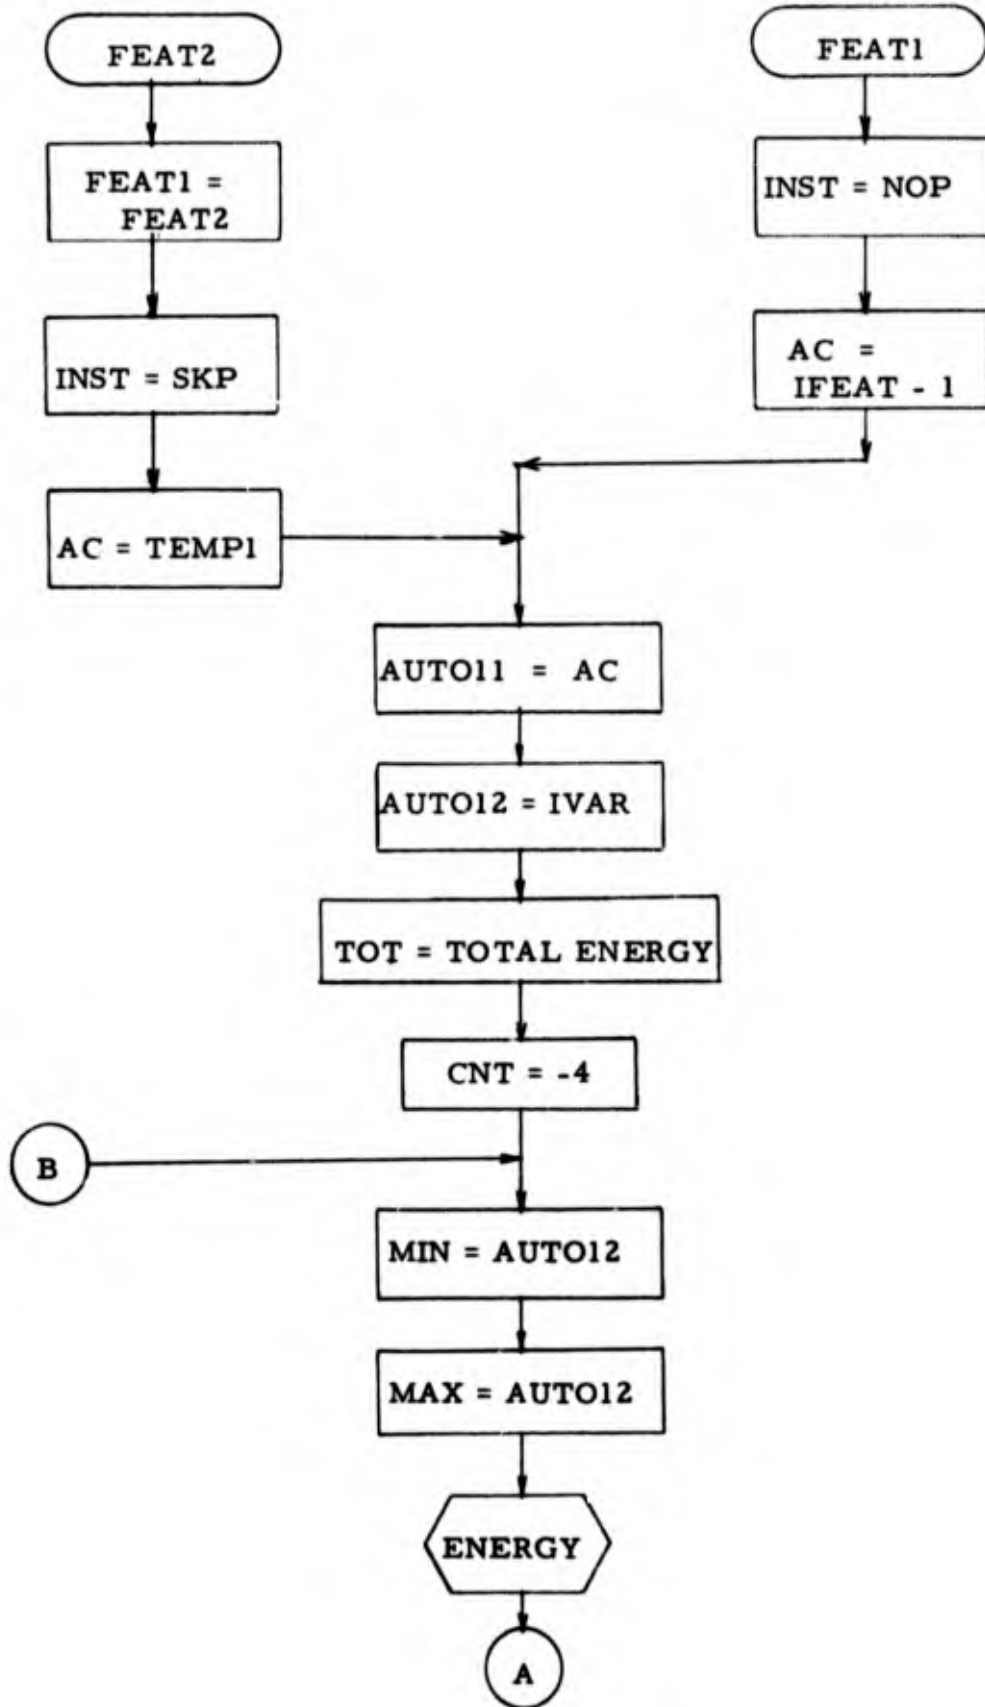 FEAT2
FEAT1 =
FEAT2
INST = SKP
AC = TEMP1
FEAT1
INST = NOP
AC =
IFEAT - 1
AUTO11 = AC
AUTO12 = IVAR
TOT = TOTAL ENERGY
CNT = -4
B
MIN = AUTO12
MAX = AUTO12
ENERGY
A